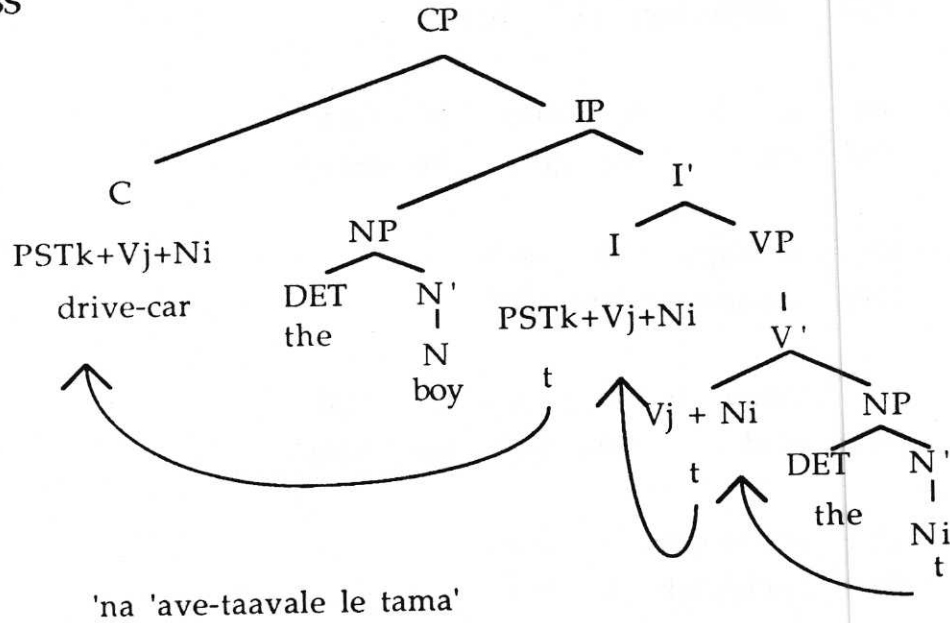 SS
CP
IP
C
I'
NP
I
VP
PSTk+Vj+Ni
drive-car
DET
N'
the
PSTk+Vj+Ni
V'
N
boy
t
Vj + Ni
NP
t
DET
N'
the
Ni
t
'na 'ave-taavale le tama'